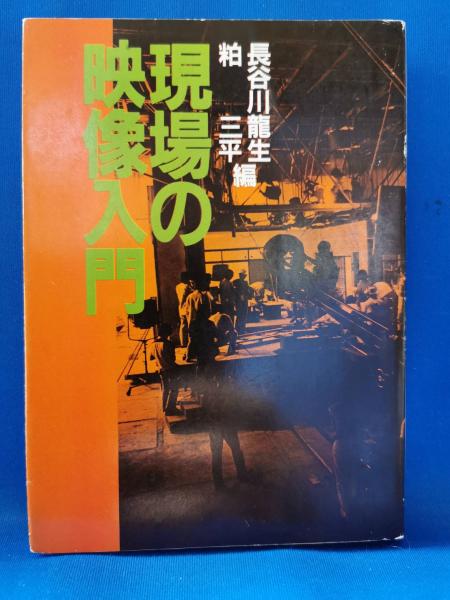 現場の
映像入門
長谷川龍生
粕 三平 編